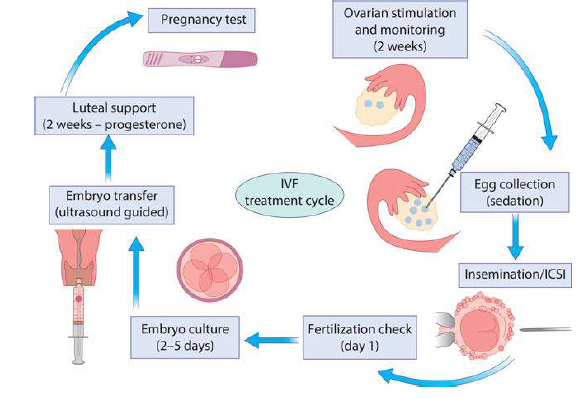 Pregnancy test
Ovarian stimulation
and monitoring
(2 weeks)
Luteal support
(2 weeks – progesterone)
IVF
treatment cycle
Egg collection
(sedation)
Embryo transfer
(ultrasound guided)
Insemination/ICSI
Embryo culture
(2–5 days)
Fertilization check
(day 1)